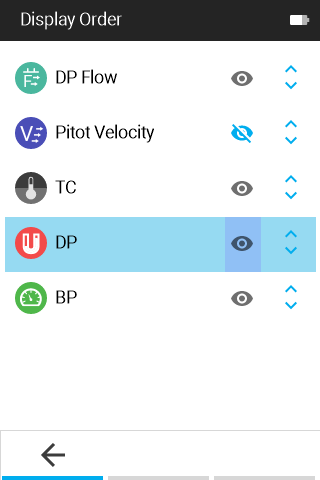 Display Order
DP Flow
Pitot Velocity
TC
DP
BP